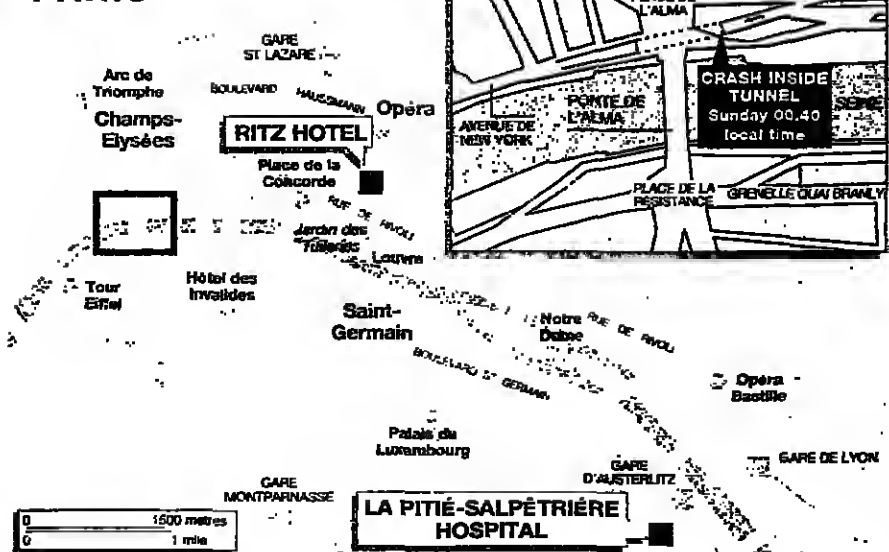 GARE
ST LAZARE
Arc de
Triomphe
BOULEVARD HAUSSMANN
Opéra
Champs-
Elysées
RITZ HOTEL
Place de la
Concorde
RUE DE RIVOLI
Jardin des
Tuileries
Louvre
Tour
Eiffel
Hôtel des
Invalides
Saint-
Germain
Notre
Dame
RUE DE RIVOLI
BOULEVARD ST GERMAIN
Opéra
Bastille
Palais du
Luxembourg
GARE
D'AUSTERLITZ
GARE DE LYON
GARE
MONTPARNASSE
LA PITIÉ-SALPÊTRIÈRE
HOSPITAL
0 1500 metres
0 1 mile
L'ALMA
CRASH INSIDE
TUNNEL
Sunday 00.40
local time
PONTE DE
L'ALMA
SEINE
AVENUE DE
NEW YORK
PLACE DE LA
RÉSISTANCE
GRENELLE QUAI BRANLY